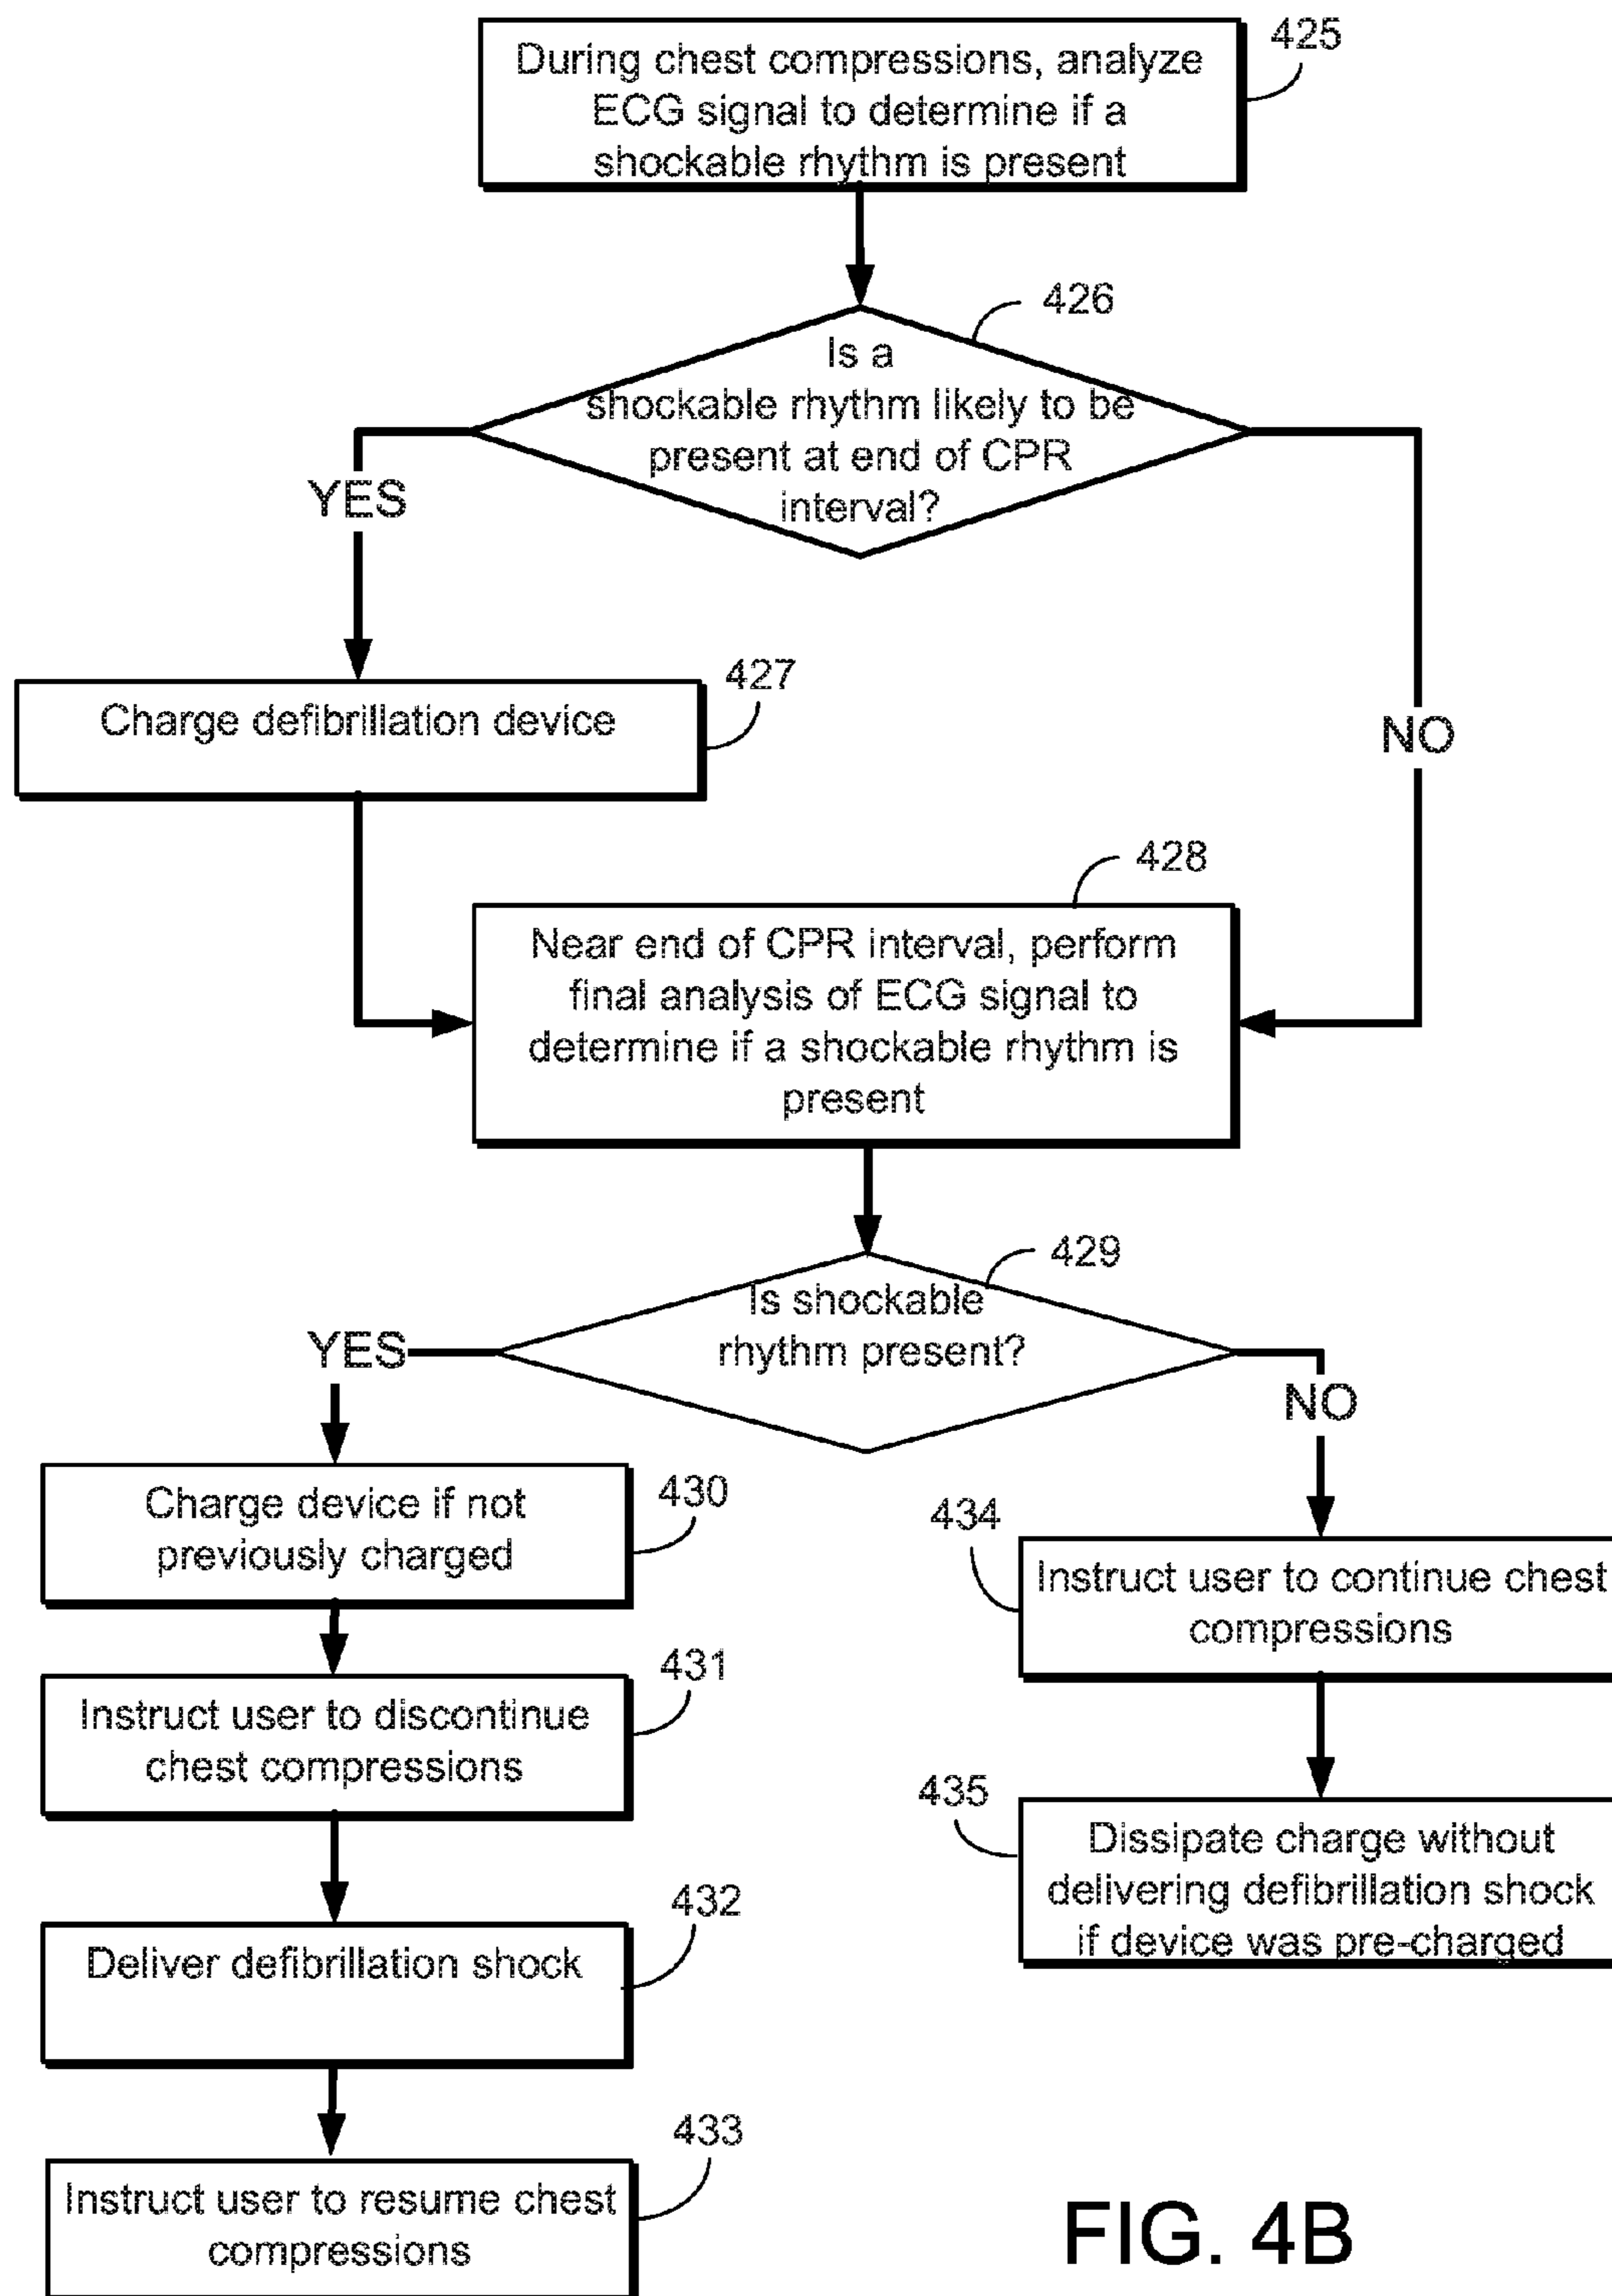 425
During chest compressions, analyze
ECG signal to determine if a
shockable rhythm is present
426
Is a
shockable rhythm likely to be
present at end of CPR
interval?
YES
NO
427
Charge defibrillation device
428
Near end of CPR interval, perform
final analysis of ECG signal to
determine if a shockable rhythm is
present
429
Is shockable
rhythm present?
YES
NO
430
Charge device if not
previously charged
434
Instruct user to continue chest
compressions
431
Instruct user to discontinue
chest compressions
435
Dissipate charge without
delivering defibrillation shock
if device was pre-charged
432
Deliver defibrillation shock
433
Instruct user to resume chest
compressions
FIG. 4B